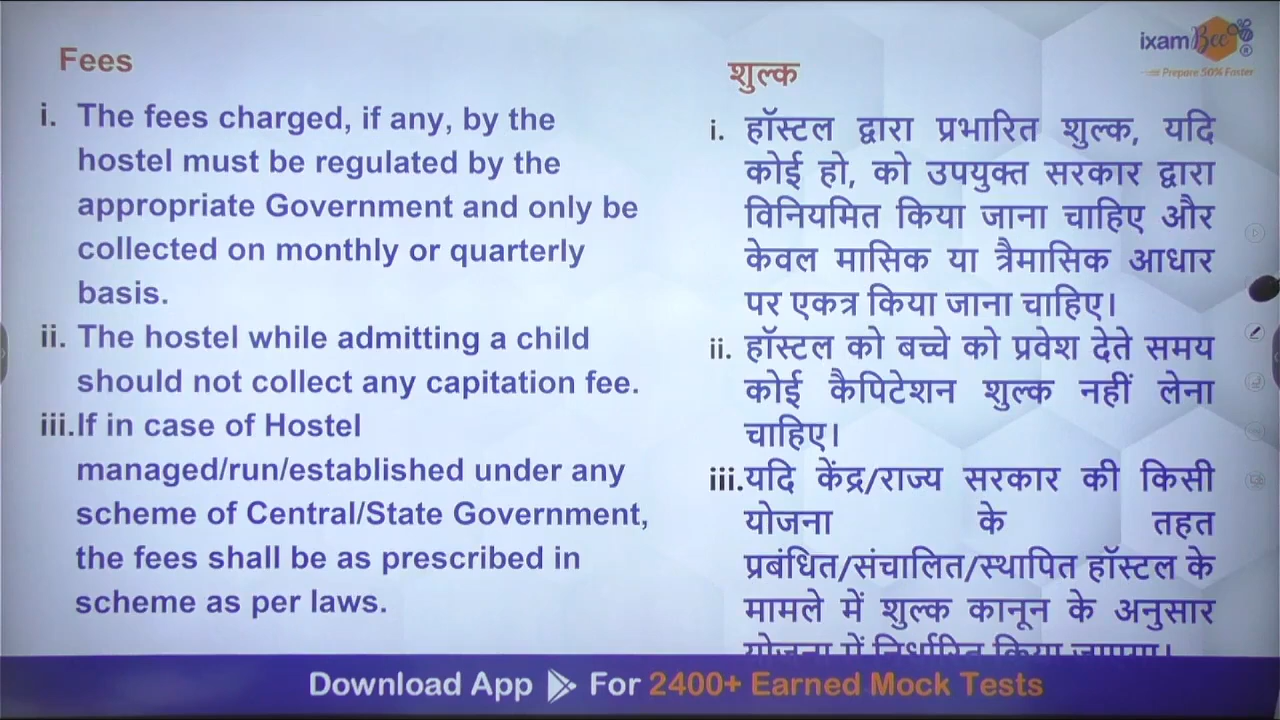 Fees
i. The fees charged, if any, by the
hostel must be regulated by the
appropriate Government and only be
collected on monthly or quarterly
basis.
ii. The hostel while admitting a child
should not collect any capitation fee.
iii.If in case of Hostel
managed/run/established under any
scheme of Central/State Government,
the fees shall be as prescribed in
scheme as per laws.
शुल्क
i. हॉस्टल द्वारा प्रभारित शुल्क, यदि
कोई हो, को उपयुक्त सरकार द्वारा
विनियमित किया जाना चाहिए और
केवल मासिक या त्रैमासिक आधार
पर एकत्र किया जाना चाहिए।
ii. हॉस्टल को बच्चे को प्रवेश देते समय
कोई कैपिटेशन शुल्क नहीं लेना
चाहिए।
iii.यदि केंद्र/राज्य सरकार की किसी
योजना के तहत
प्रबंधित/संचालित/स्थापित हॉस्टल के
मामले में शुल्क कानून के अनुसार
योजना में निर्धारित किया जाएगा।
ixamBee
Prepare 50% Faster
Download App For 2400+ Earned Mock Tests